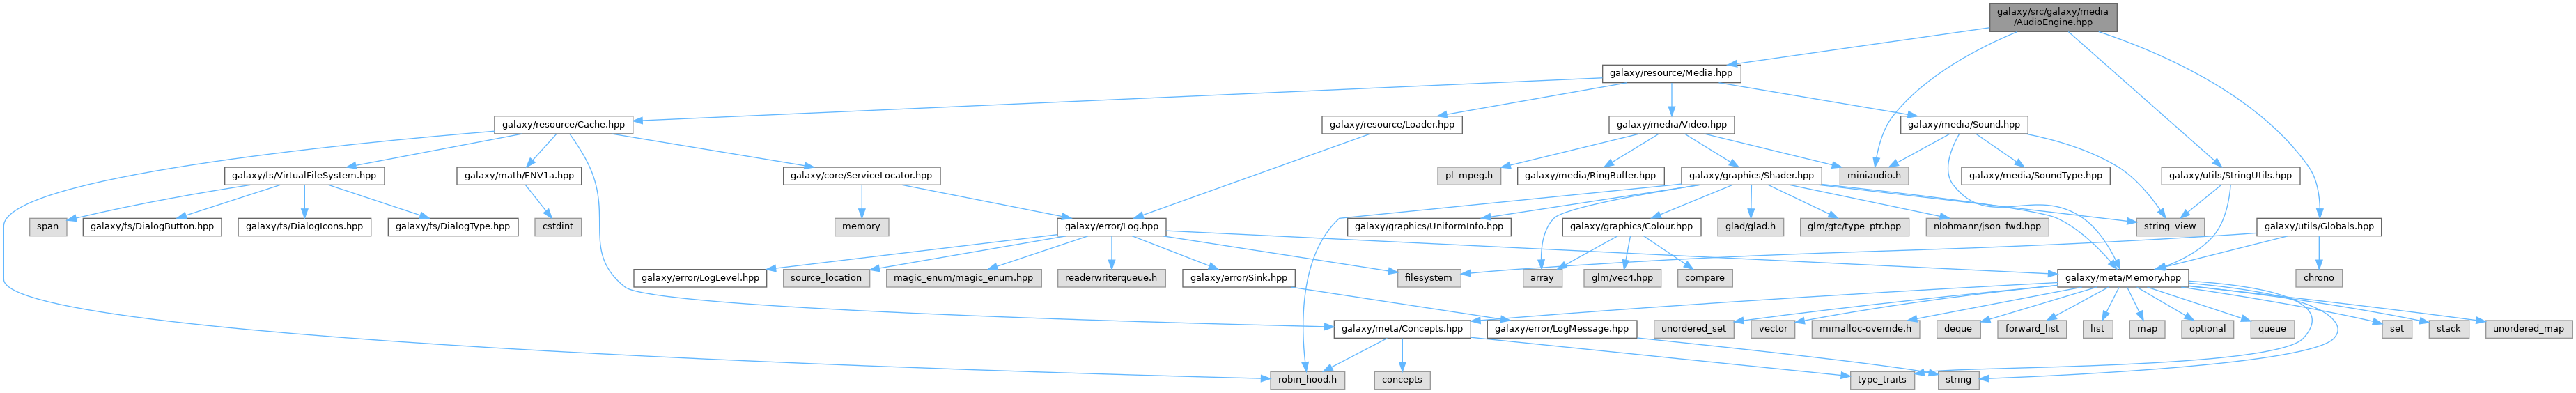 galaxy/src/galaxy/media
/AudioEngine.hpp
galaxy/resource/Media.hpp
galaxy/resource/Cache.hpp
galaxy/resource/Loader.hpp
galaxy/media/Video.hpp
galaxy/media/Sound.hpp
galaxy/fs/VirtualFileSystem.hpp
galaxy/math/FNV1a.hpp
galaxy/core/ServiceLocator.hpp
pl_mpeg.h
galaxy/media/RingBuffer.hpp
galaxy/graphics/Shader.hpp
miniaudio.h
galaxy/media/SoundType.hpp
galaxy/utils/StringUtils.hpp
span
galaxy/fs/DialogButton.hpp
galaxy/fs/DialogIcons.hpp
galaxy/fs/DialogType.hpp
cstdint
memory
galaxy/error/Log.hpp
galaxy/graphics/UniformInfo.hpp
galaxy/graphics/Colour.hpp
glad/glad.h
glm/gtc/type_ptr.hpp
nlohmann/json_fwd.hpp
string_view
galaxy/utils/Globals.hpp
galaxy/error/LogLevel.hpp
source_location
magic_enum/magic_enum.hpp
readerwriterqueue.h
galaxy/error/Sink.hpp
filesystem
array
glm/vec4.hpp
compare
galaxy/meta/Memory.hpp
chrono
galaxy/meta/Concepts.hpp
galaxy/error/LogMessage.hpp
unordered_set
vector
mimalloc-override.h
deque
forward_list
list
map
optional
queue
set
stack
unordered_map
robin_hood.h
concepts
type_traits
string